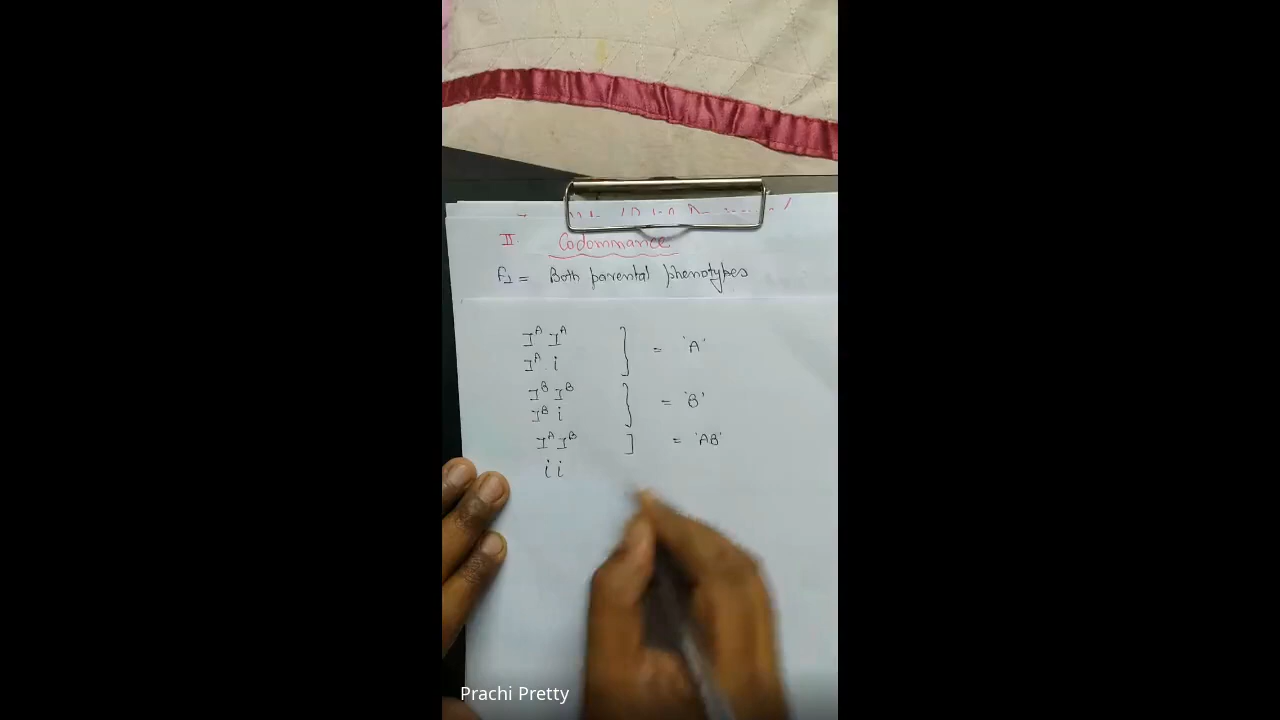 II Codominance
F1 = Both parental phenotypes
I^A I^A
I^A i ] = 'A'
I^B I^B
I^B i } = 'B'
I^A I^B ] = 'AB'
i i
Prachi Pretty